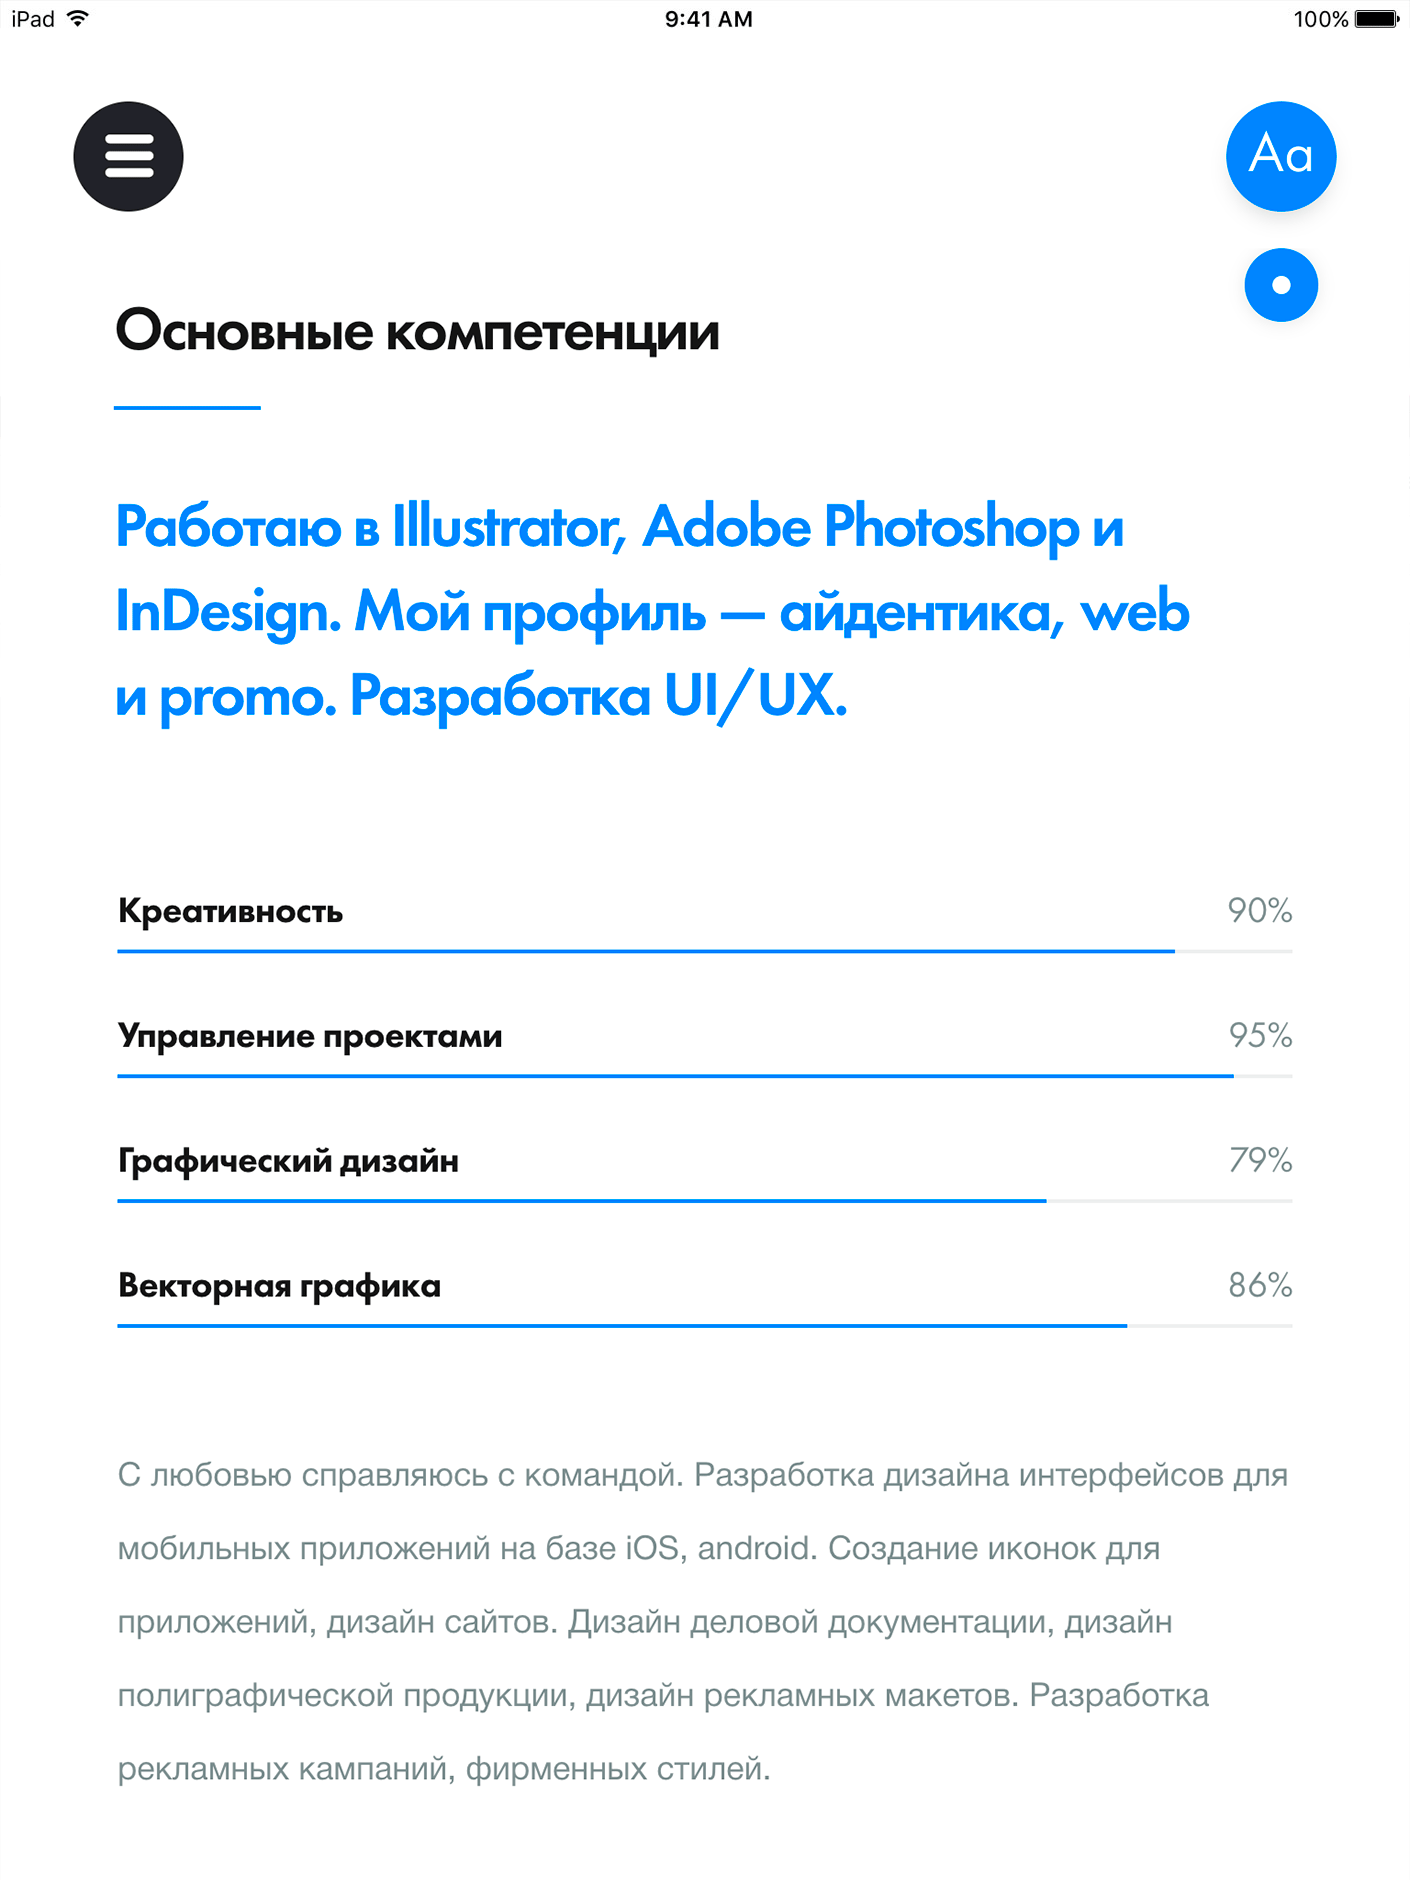 iPad 9:41 AM 100%
Aa
Основные компетенции
Работаю в Illustrator, Adobe Photoshop и
InDesign. Мой профиль — айдентика, web
и promo. Разработка UI/UX.
Креативность 90%
Управление проектами 95%
Графический дизайн 79%
Векторная графика 86%
С любовью справляюсь с командой. Разработка дизайна интерфейсов для
мобильных приложений на базе iOS, android. Создание иконок для
приложений, дизайн сайтов. Дизайн деловой документации, дизайн
полиграфической продукции, дизайн рекламных макетов. Разработка
рекламных кампаний, фирменных стилей.